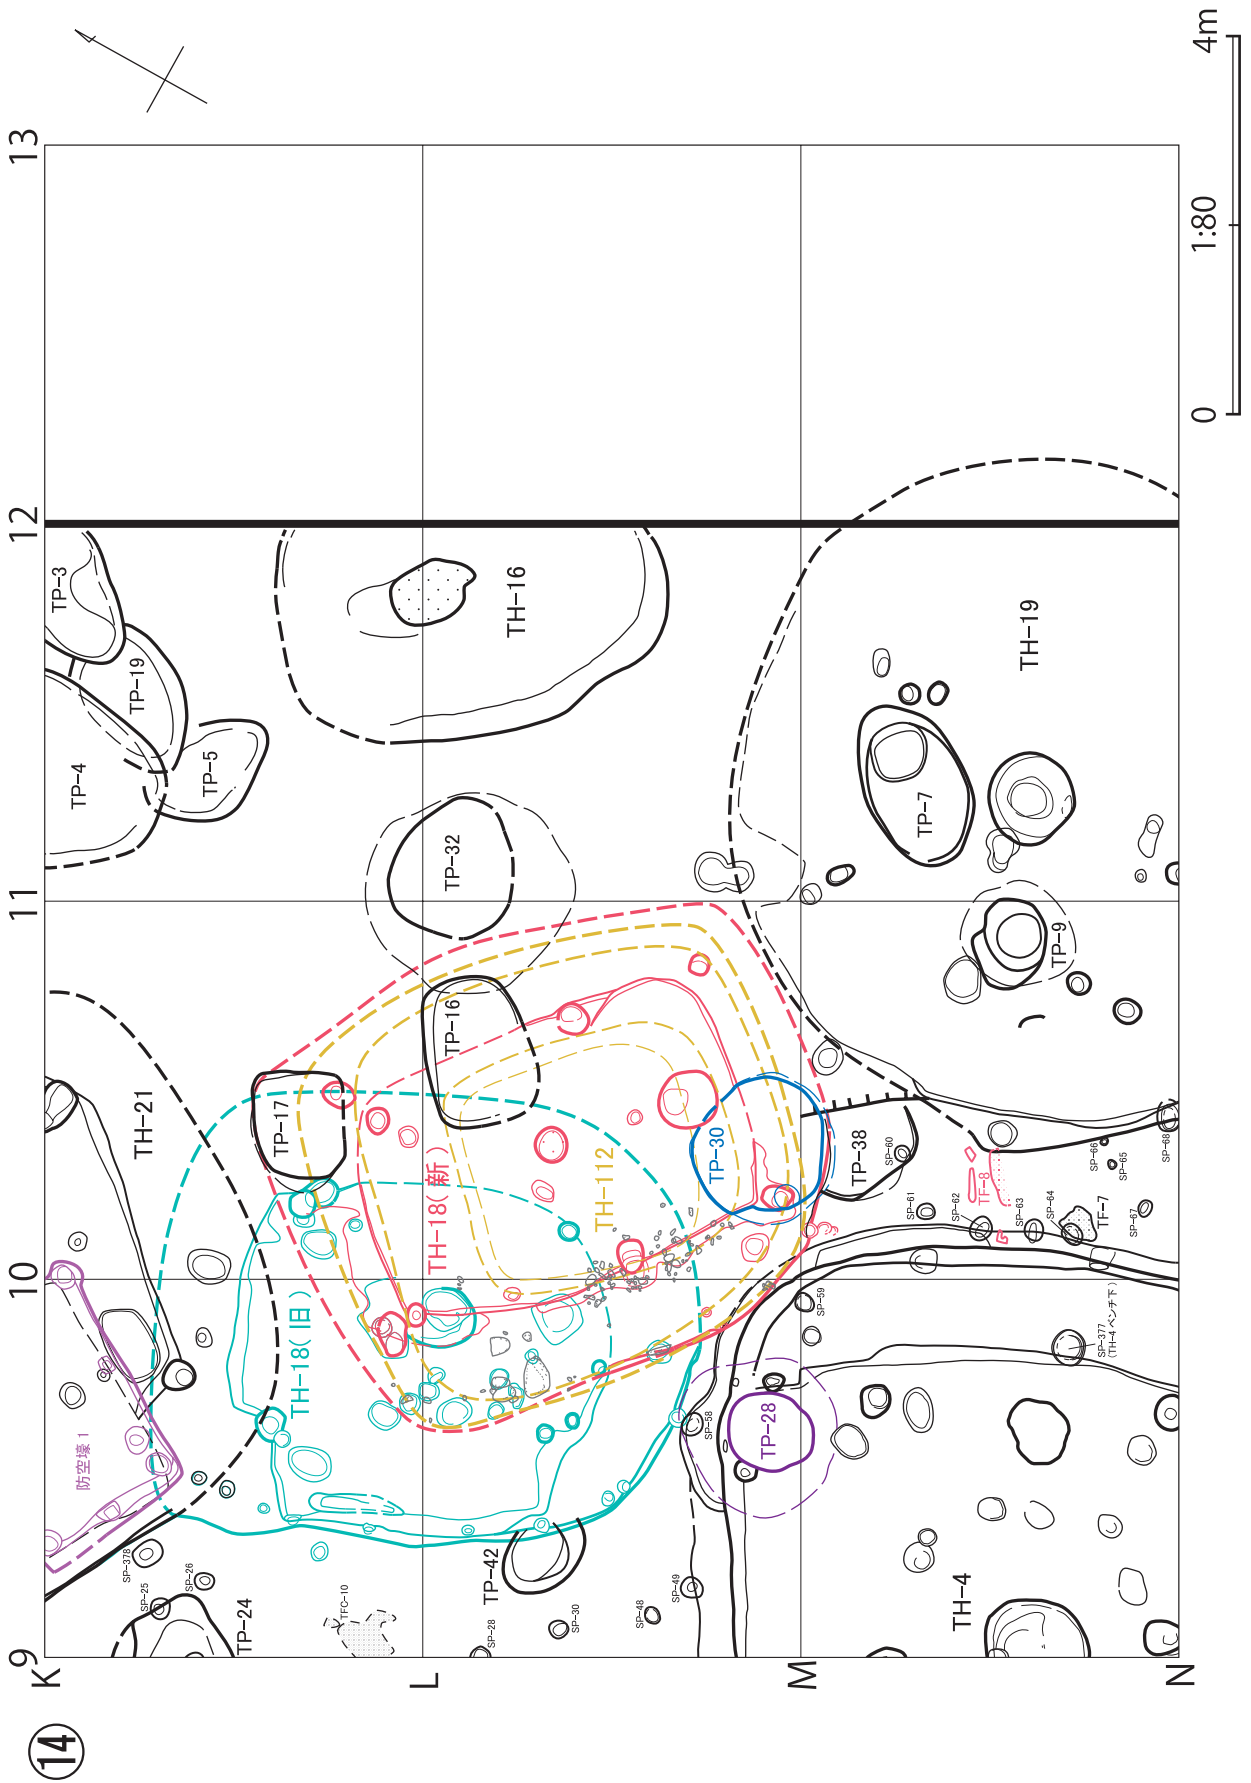 ⑭
K
L
M
N
9
10
11
12
13
0
1:80
4m
TP-3
TP-19
TP-4
TP-5
TH-16
TH-19
TP-7
TP-32
TP-9
TP-16
TH-21
TP-17
TP-30
TP-38
SP-60
TH-112
TH-18(新)
TH-18(旧)
SP-61
SP-62
TF-8
SP-63
SP-64
TF-7
SP-66
SP-65
SP-67
SP-68
SP-59
SP-377
(TH-4 ベンチ下)
防空壕1
TP-28
SP-58
SP-378
SP-25
SP-26
TP-24
TFC-10
TP-42
SP-28
SP-30
SP-48
SP-49
TH-4